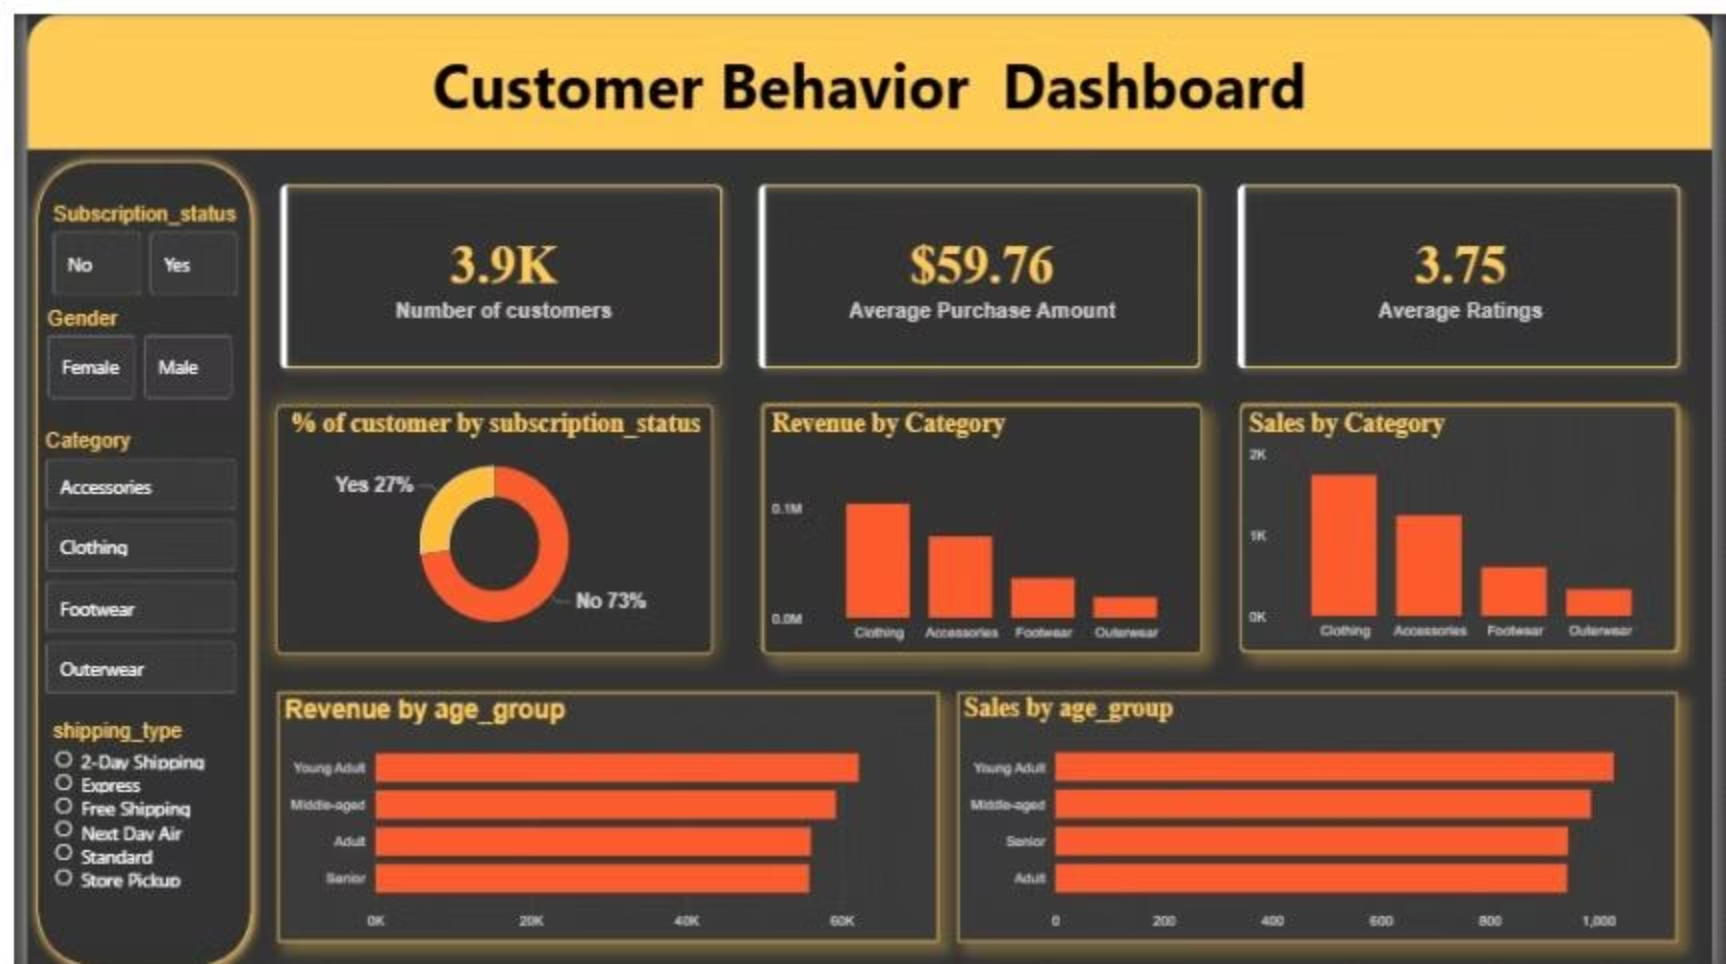 Customer Behavior Dashboard
Subscription_status
No
Yes
Gender
Female
Male
Category
Accessories
Clothing
Footwear
Outerwear
shipping_type
2-Day Shipping
Express
Free Shipping
Next Day Air
Standard
Store Pickup
3.9K
Number of customers
$59.76
Average Purchase Amount
3.75
Average Ratings
% of customer by subscription_status
Yes 27%
No 73%
Revenue by Category
0.1M
0.0M
Clothing
Accessories
Footwear
Outerwear
Sales by Category
2K
1K
0K
Clothing
Accessories
Footwear
Outerwear
Revenue by age_group
Young Adult
Middle-aged
Adult
Senior
0K
20K
40K
60K
Sales by age_group
Young Adult
Middle-aged
Senior
Adult
0
200
400
600
800
1,000